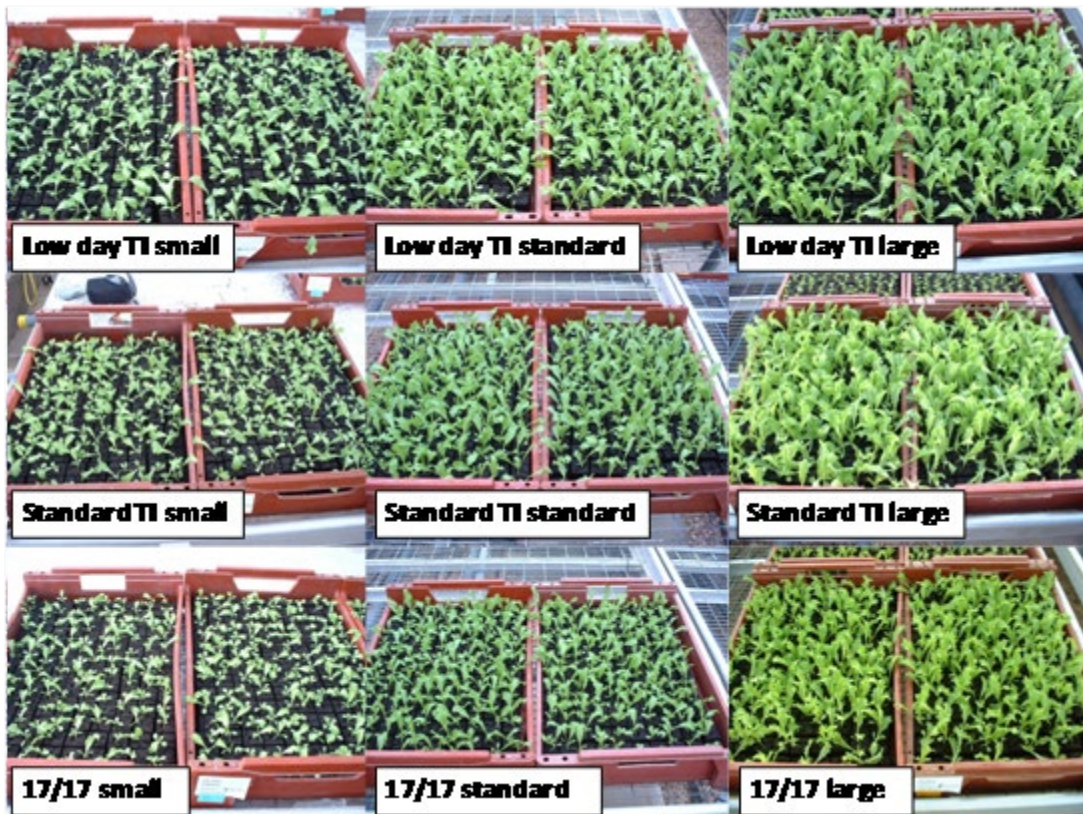 Low day TI small
Low day TI standard
Low day TI large
Standard TI small
Standard TI standard
Standard TI large
17/17 small
17/17 standard
17/17 large